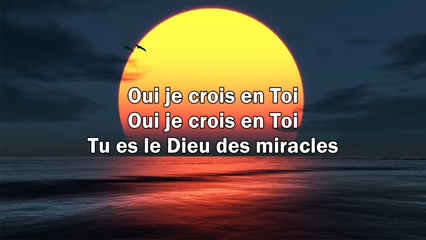 Oui je crois en Toi
Oui je crois en Toi
Tu es le Dieu des miracles